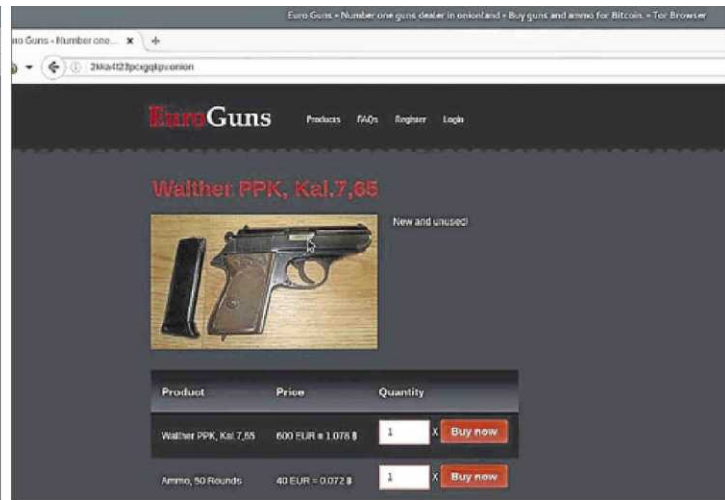 Euro Guns - Number one guns dealer in onionland - Buy guns and ammo for Bitcoin. - Tor Browser
ro Guns - Number one...
EuroGuns
Products FAQs Register Login
Walther PPK, Kal.7,65
New and unused!
Product Price Quantity
Walther PPK, Kal.7,65 600 EUR = 1.078 ฿ 1 X Buy now
Ammo, 50 Rounds 40 EUR = 0.072 ฿ 1 X Buy now